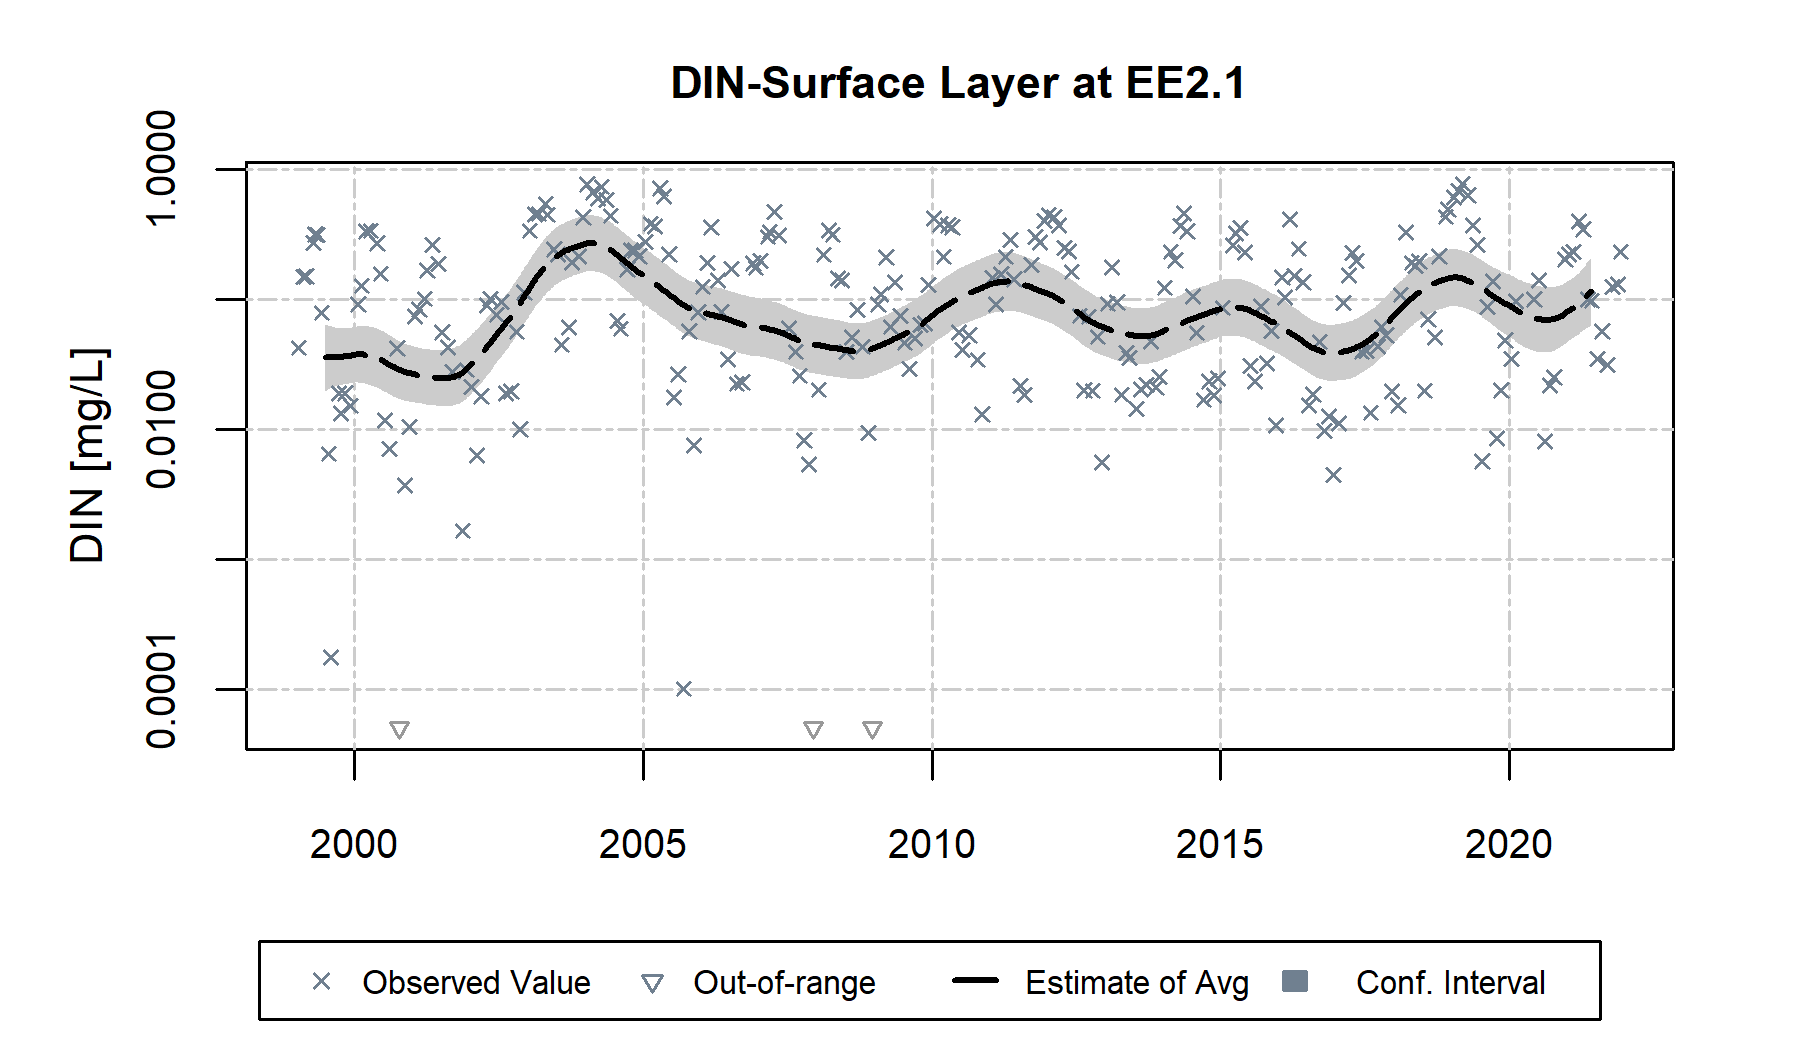 DIN-Surface Layer at EE2.1
DIN [mg/L]
1.0000
0.0100
0.0001
2000 2005 2010 2015 2020
Observed Value Out-of-range Estimate of Avg Conf. Interval